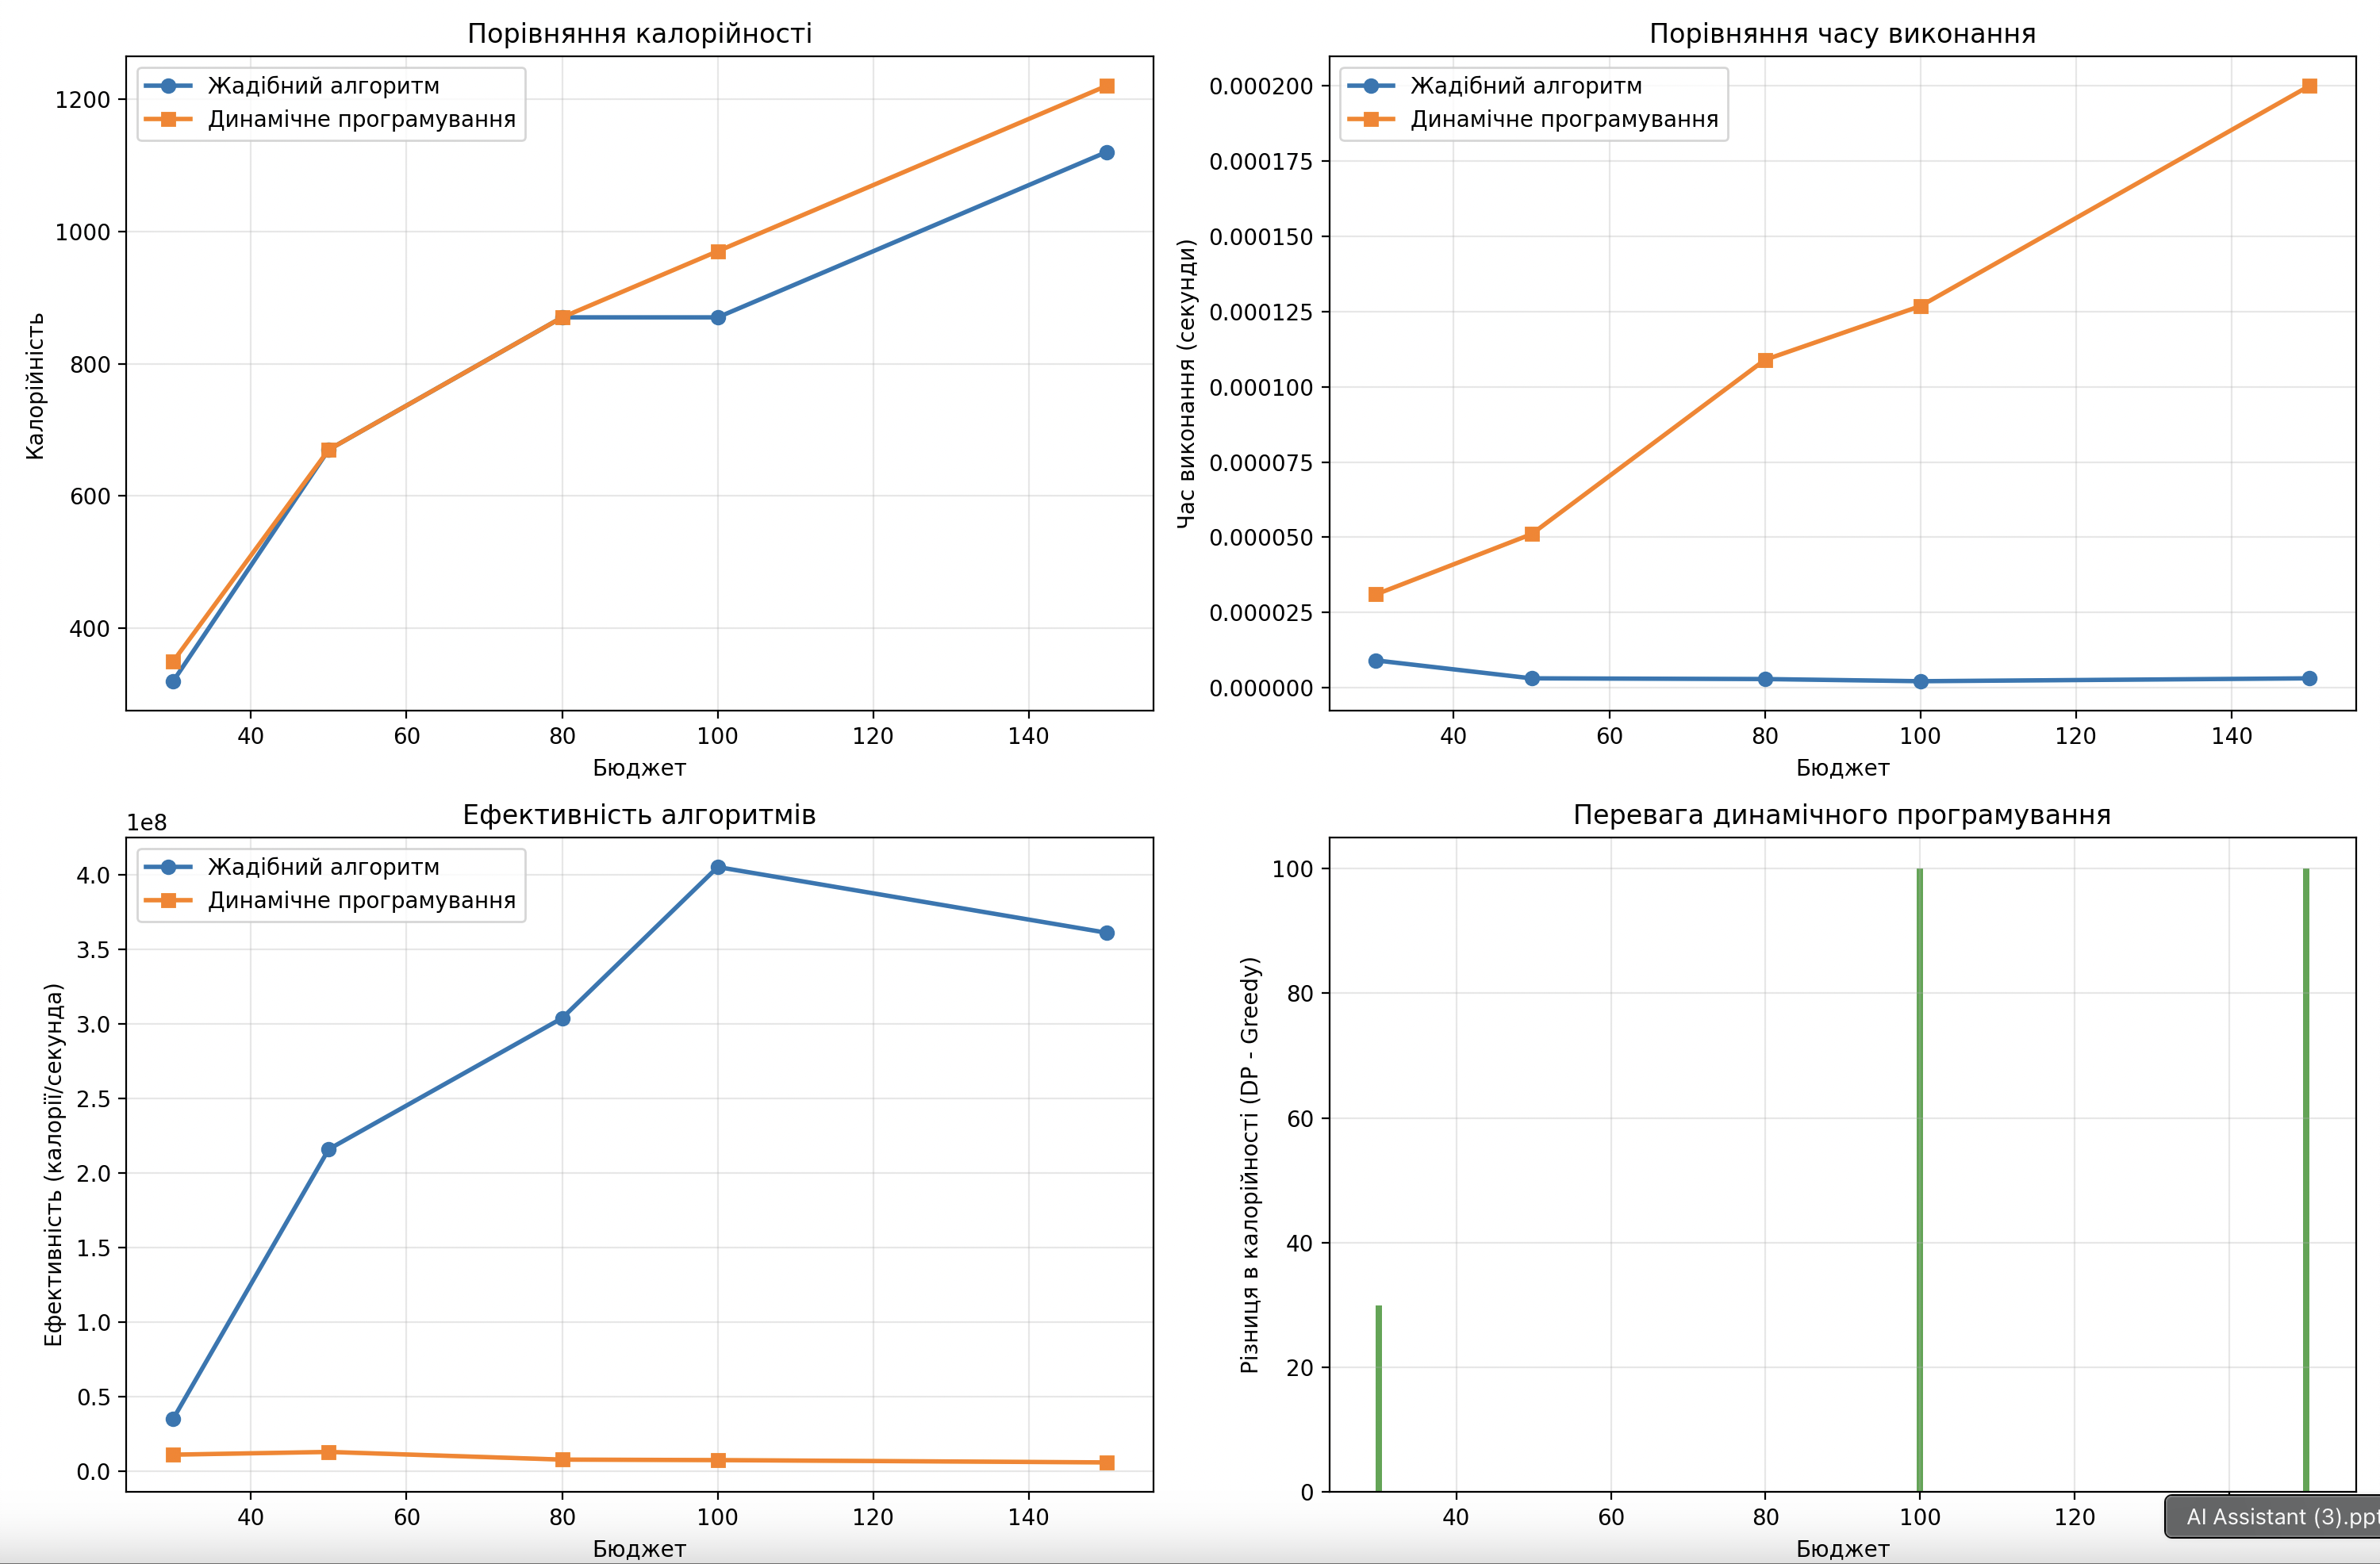 Порівняння калорійності
Жадібний алгоритм
Динамічне програмування
1200
1000
800
600
400
Калорійність
40 60 80 100 120 140
Бюджет
Порівняння часу виконання
Жадібний алгоритм
Динамічне програмування
0.000200
0.000175
0.000150
0.000125
0.000100
0.000075
0.000050
0.000025
0.000000
Час виконання (секунди)
40 60 80 100 120 140
Бюджет
Ефективність алгоритмів
1e8
Жадібний алгоритм
Динамічне програмування
4.0
3.5
3.0
2.5
2.0
1.5
1.0
0.5
0.0
Ефективність (калорії/секунда)
40 60 80 100 120 140
Бюджет
Перевага динамічного програмування
100
80
60
40
20
0
Різниця в калорійності (DP - Greedy)
40 60 80 100 120
Бюджет
AI Assistant (3).ppt